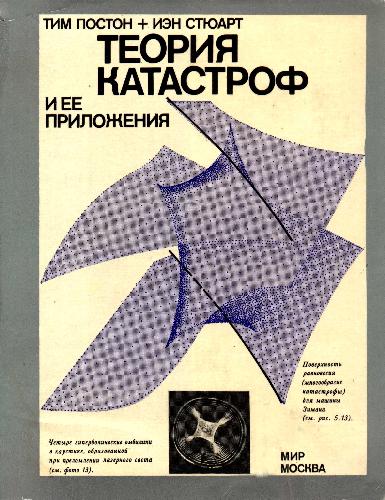 ТИМ ПОСТОН + ИЭН СТЮАРТ
ТЕОРИЯ
КАТАСТРОФ
И ЕЕ
ПРИЛОЖЕНИЯ
Поверхность
равновесия
(многообразие
катастрофы)
для машины
Зимана
(см. рис. 5.13).
Четыре гиперболические омбилики
в каустике, образованной
при преломлении лазерного света
(см. фото 13).
МИР
МОСКВА